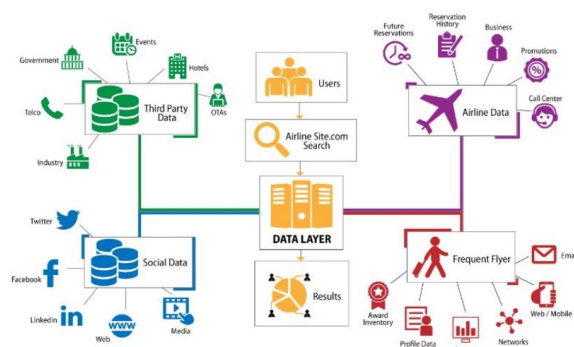 Events
Government
Hotels
Telco
Third Party
Data
OTAs
Industry
Users
Airline Site.com
Search
DATA LAYER
Results
Future
Reservations
Reservation
History
Business
Promotions
Airline Data
Call Center
Twitter
Facebook
Social Data
Linkedin
Web
WWW
Media
Frequent Flyer
Ema
Award
Inventory
Profile Data
Networks
Web / Mobile